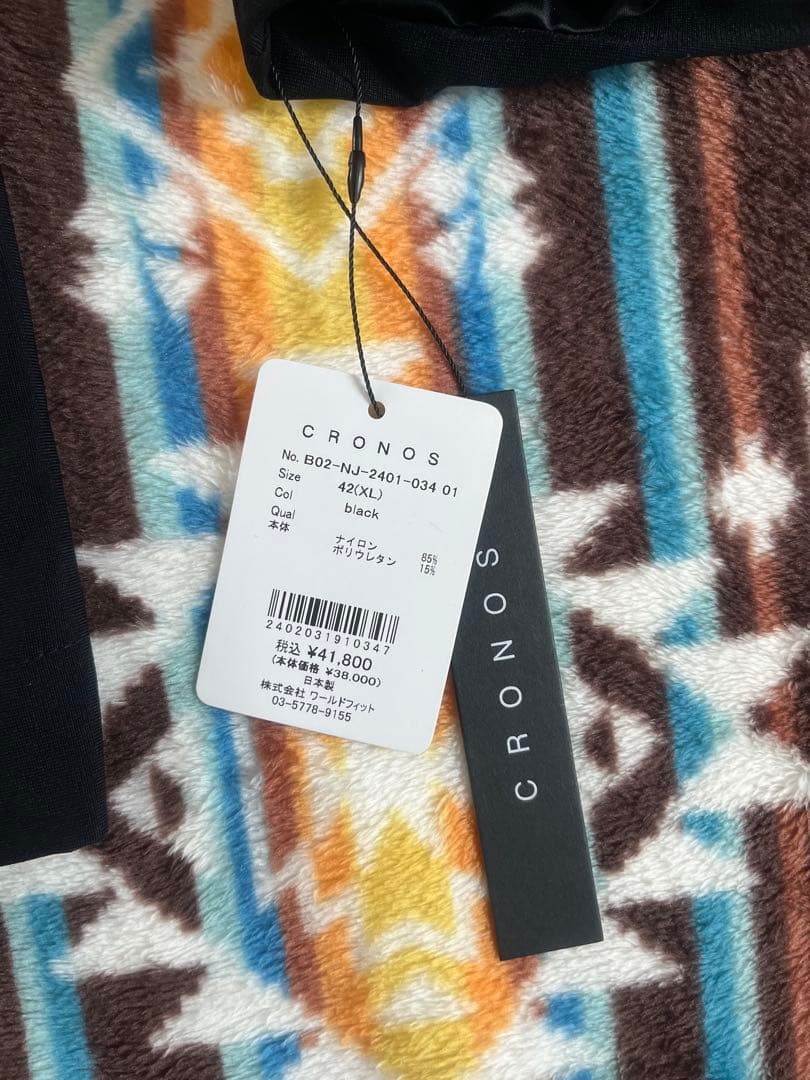 CRONOS
No. B02-NJ-2401-034 01
Size 42(XL)
Col black
Qual
本体
ナイロン 85%
ポリウレタン 15%
2402031910347
税込 ¥41,800
(本体価格 ¥38,000)
日本製
株式会社 ワールドフィット
03-5778-9155
CRONOS